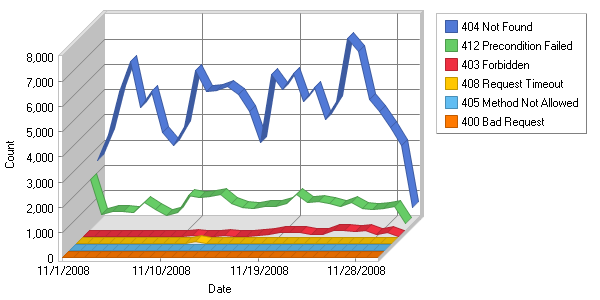 404 Not Found
412 Precondition Failed
403 Forbidden
408 Request Timeout
405 Method Not Allowed
400 Bad Request
8,000
7,000
6,000
5,000
4,000
3,000
2,000
1,000
0
Count
11/1/2008 11/10/2008 11/19/2008 11/28/2008
Date